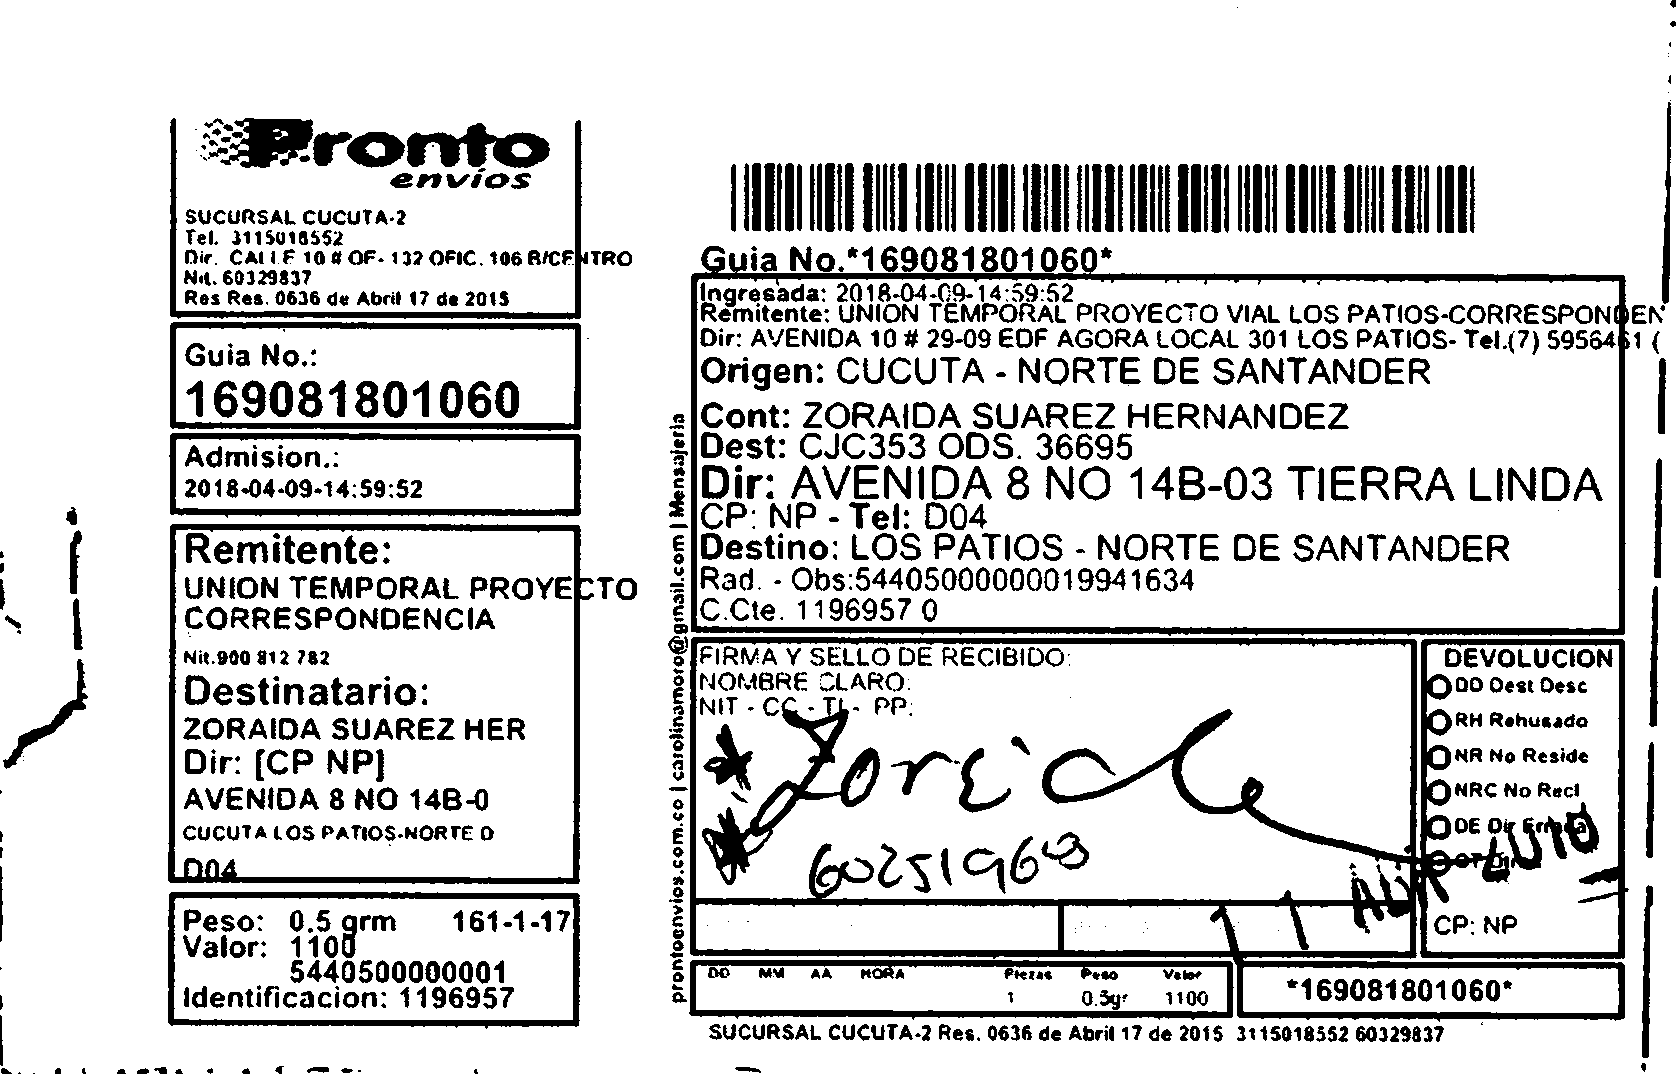 Pronto
envíos
SUCURSAL CUCUTA-2
Tel. 3115018552
Dir. CALLE 10 # OF- 132 OFIC. 106 B/CENTRO
Nit. 60329837
Res Res. 0636 de Abril 17 de 2015
Guia No.:
169081801060
Admision.:
2018-04-09-14:59:52
Remitente:
UNION TEMPORAL PROYECTO
CORRESPONDENCIA
Nit.900 812 782
Destinatario:
ZORAIDA SUAREZ HER
Dir: [CP NP]
AVENIDA 8 NO 14B-0
CUCUTA LOS PATIOS-NORTE D
D04
Peso: 0.5 grm 161-1-17
Valor: 1100
5440500000001
Identificacion: 1196957
prontoenvios.com.co | carolinamoro@gmail.com | Mensajeria
Guia No.*169081801060*
Ingresada: 2018-04-09-14:59:52
Remitente: UNION TEMPORAL PROYECTO VIAL LOS PATIOS-CORRESPONDEN
Dir: AVENIDA 10 # 29-09 EDF AGORA LOCAL 301 LOS PATIOS- Tel.(7) 5956461 (
Origen: CUCUTA - NORTE DE SANTANDER
Cont: ZORAIDA SUAREZ HERNANDEZ
Dest: CJC353 ODS. 36695
Dir: AVENIDA 8 NO 14B-03 TIERRA LINDA
CP: NP - Tel: D04
Destino: LOS PATIOS - NORTE DE SANTANDER
Rad. - Obs:54405000000019941634
C.Cte. 1196957 0
FIRMA Y SELLO DE RECIBIDO:
NOMBRE CLARO:
NIT - CC - TI - PP:
60251963
DEVOLUCION
DD Dest Desc
RH Rehusado
NR No Reside
NRC No Recl
DE Dir Errada
CP: NP
DD MM AA HORA Piezas Peso Valor
1 0.5gr 1100
*169081801060*
SUCURSAL CUCUTA-2 Res. 0636 de Abril 17 de 2015 3115018552 60329837